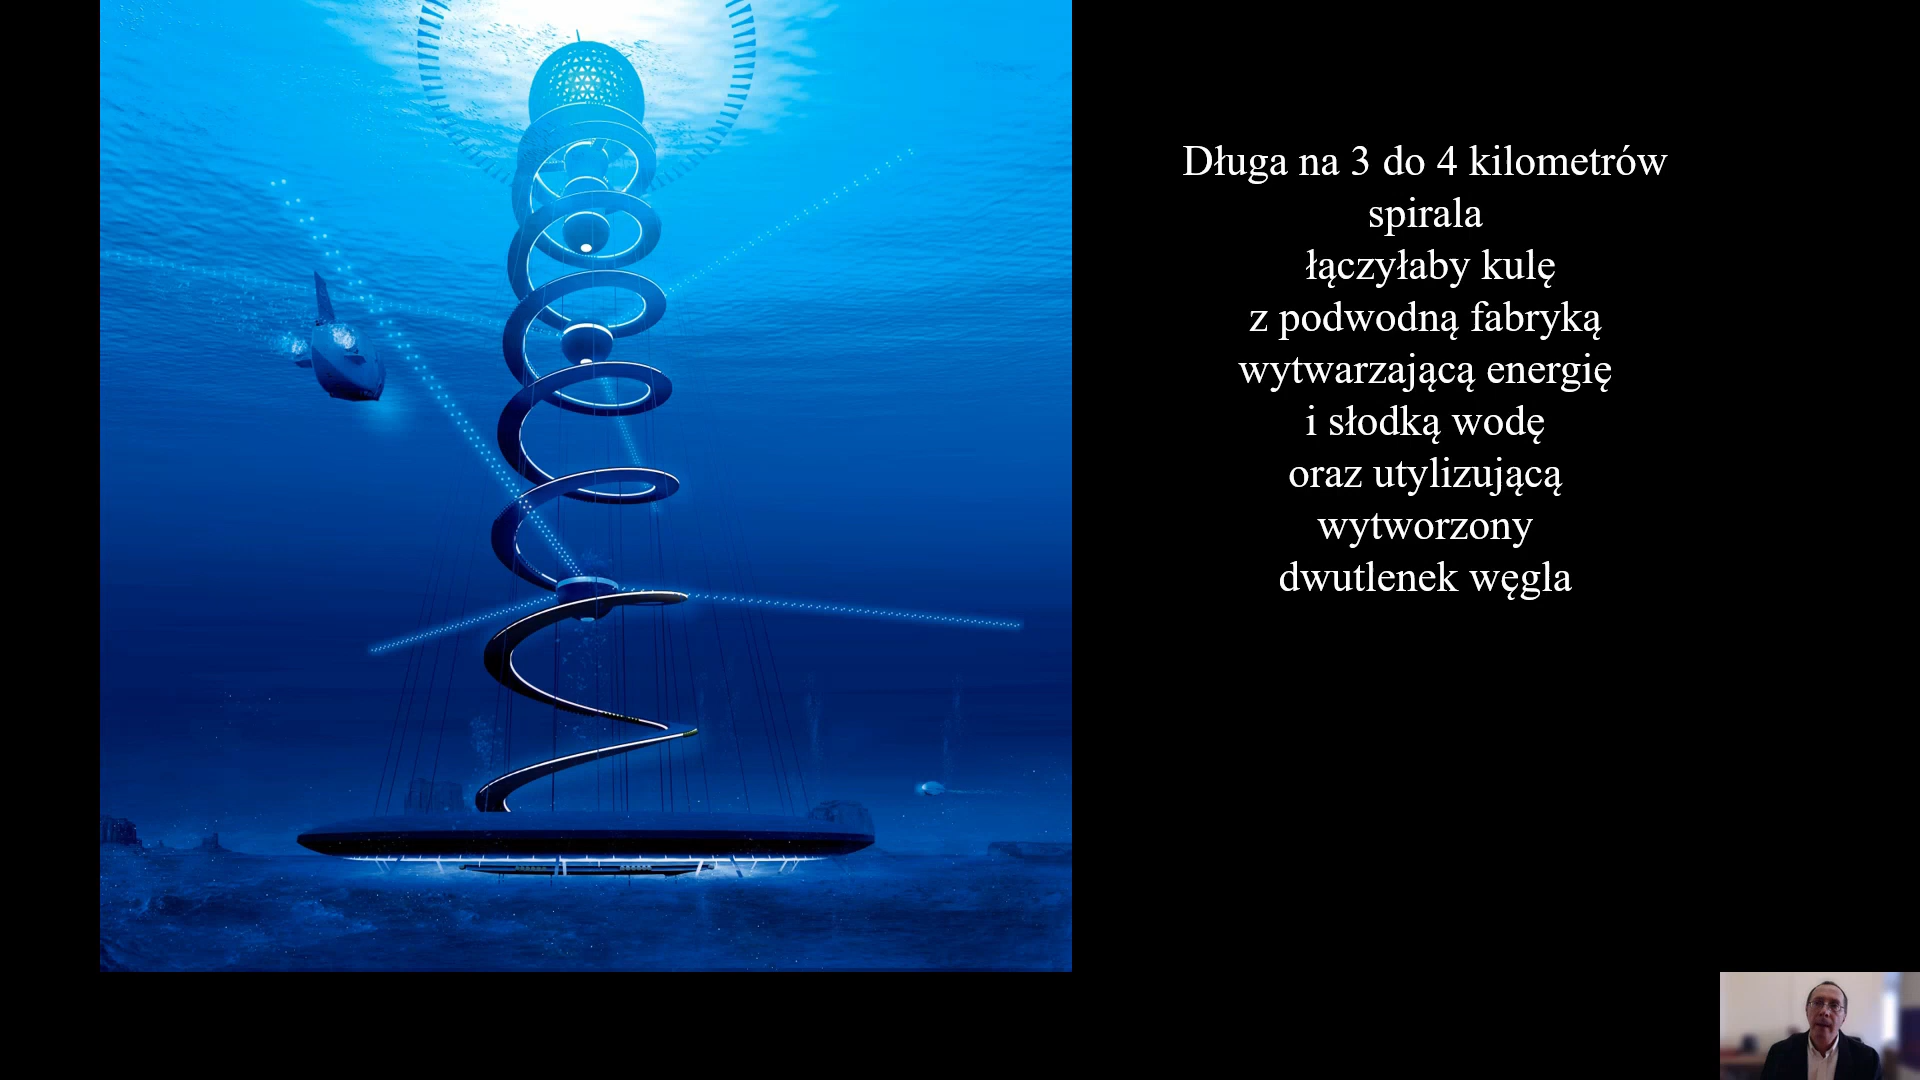 Długa na 3 do 4 kilometrów
spirala
łączyłaby kulę
z podwodną fabryką
wytwarzającą energię
i słodką wodę
oraz utylizującą
wytworzony
dwutlenek węgla